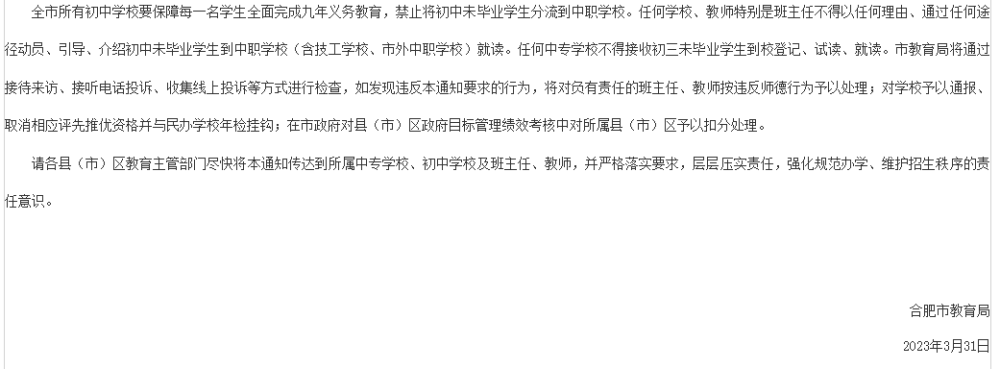 全市所有初中学校要保障每一名学生全面完成九年义务教育，禁止将初中未毕业学生分流到中职学校。任何学校、教师特别是班主任不得以任何理由、通过任何途
径动员、引导、介绍初中未毕业学生到中职学校（含技工学校、市外中职学校）就读。任何中专学校不得接收初三未毕业学生到校登记、试读、就读。市教育局将通过
接待来访、接听电话投诉、收集线上投诉等方式进行检查，如发现违反本通知要求的行为，将对负有责任的班主任、教师按违反师德行为予以处理；对学校予以通报、
取消相应评先推优资格并与民办学校年检挂钩；在市政府对县（市）区政府目标管理绩效考核中对所属县（市）区予以扣分处理。
请各县（市）区教育主管部门尽快将本通知传达到所属中专学校、初中学校及班主任、教师，并严格落实要求，层层压实责任，强化规范办学、维护招生秩序的责
任意识。
合肥市教育局
2023年3月31日